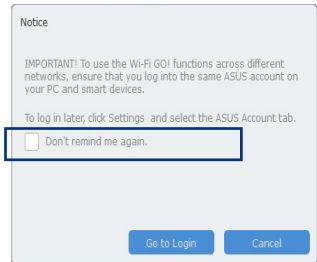 Notice
IMPORTANT! To use the Wi-Fi GO! functions across different
networks, ensure that you log into the same ASUS account on
your PC and smart devices.
To log in later, click Settings and select the ASUS Account tab.
Don't remind me again.
Go to Login Cancel